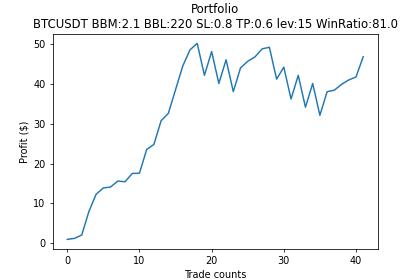 Portfolio
BTCUSDT BBM:2.1 BBL:220 SL:0.8 TP:0.6 lev:15 WinRatio:81.0
50
40
30
20
10
0
Profit ($)
0 10 20 30 40
Trade counts